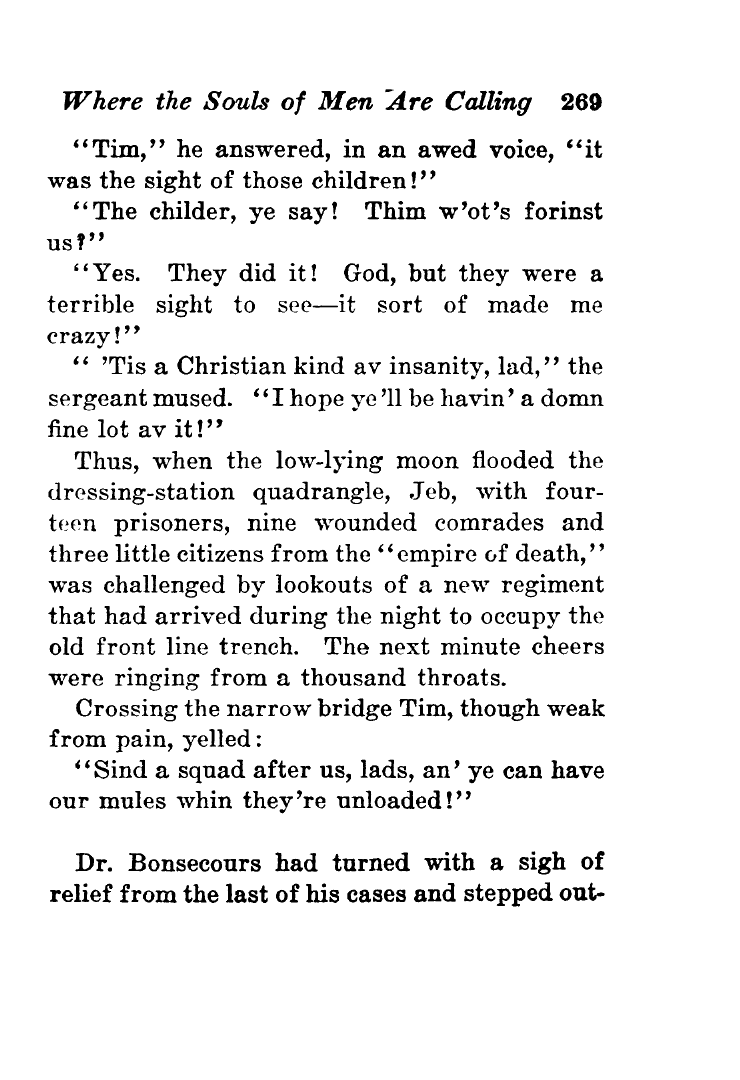 Where the Souls of Men Are Calling 269
"Tim," he answered, in an awed voice, "it
was the sight of those children!"
"The childer, ye say! Thim w'ot's forinst
us?"
"Yes. They did it! God, but they were a
terrible sight to see—it sort of made me
crazy!"
" 'Tis a Christian kind av insanity, lad," the
sergeant mused. "I hope ye'll be havin' a domn
fine lot av it!"
Thus, when the low-lying moon flooded the
dressing-station quadrangle, Jeb, with four-
teen prisoners, nine wounded comrades and
three little citizens from the "empire of death,"
was challenged by lookouts of a new regiment
that had arrived during the night to occupy the
old front line trench. The next minute cheers
were ringing from a thousand throats.
Crossing the narrow bridge Tim, though weak
from pain, yelled:
"Sind a squad after us, lads, an' ye can have
our mules whin they're unloaded!"
Dr. Bonsecours had turned with a sigh of
relief from the last of his cases and stepped out-